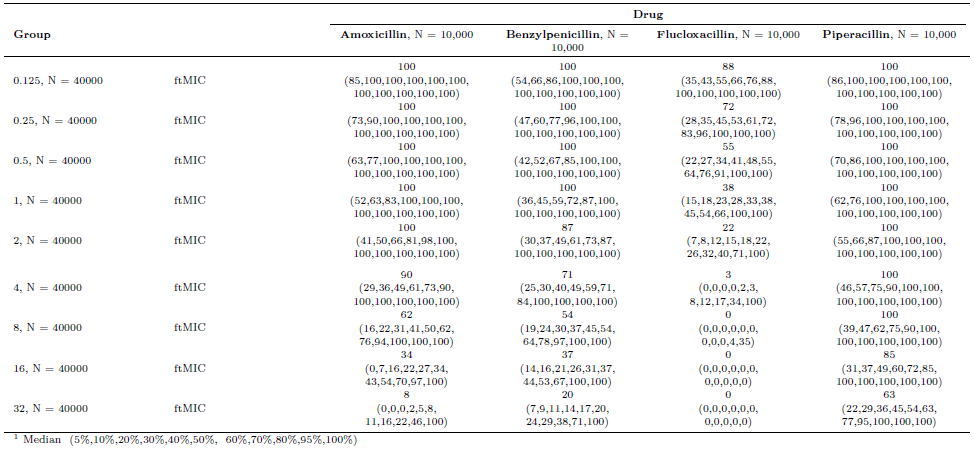 Drug
Group Amoxicillin, N = 10,000 Benzylpenicillin, N = Flucloxacillin, N = 10,000 Piperacillin, N = 10,000
10,000
100 100 88 100
0.125, N = 40000 ftMIC (85,100,100,100,100,100, (54,66,86,100,100,100, (35,43,55,66,76,88, (86,100,100,100,100,100,
100,100,100,100,100) 100,100,100,100,100) 100,100,100,100,100) 100,100,100,100,100)
100 100 72 100
0.25, N = 40000 ftMIC (73,90,100,100,100,100, (47,60,77,96,100,100, (28,35,45,53,61,72, (78,96,100,100,100,100,
100,100,100,100,100) 100,100,100,100,100) 83,96,100,100,100) 100,100,100,100,100)
100 100 55 100
0.5, N = 40000 ftMIC (63,77,100,100,100,100, (42,52,67,85,100,100, (22,27,34,41,48,55, (70,86,100,100,100,100,
100,100,100,100,100) 100,100,100,100,100) 64,76,91,100,100) 100,100,100,100,100)
100 100 38 100
1, N = 40000 ftMIC (52,63,83,100,100,100, (36,45,59,72,87,100, (15,18,23,28,33,38, (62,76,100,100,100,100,
100,100,100,100,100) 100,100,100,100,100) 45,54,66,100,100) 100,100,100,100,100)
100 87 22 100
2, N = 40000 ftMIC (41,50,66,81,98,100, (30,37,49,61,73,87, (7,8,12,15,18,22, (55,66,87,100,100,100,
100,100,100,100,100) 100,100,100,100,100) 26,32,40,71,100) 100,100,100,100,100)
90 71 3 100
4, N = 40000 ftMIC (29,36,49,61,73,90, (25,30,40,49,59,71, (0,0,0,0,2,3, (46,57,75,90,100,100,
100,100,100,100,100) 84,100,100,100,100) 8,12,17,34,100) 100,100,100,100,100)
62 54 0 100
8, N = 40000 ftMIC (16,22,31,41,50,62, (19,24,30,37,45,54, (0,0,0,0,0,0, (39,47,62,75,90,100,
76,94,100,100,100) 64,78,97,100,100) 0,0,0,4,35) 100,100,100,100,100)
34 37 0 85
16, N = 40000 ftMIC (0,7,16,22,27,34, (14,16,21,26,31,37, (0,0,0,0,0,0, (31,37,49,60,72,85,
43,54,70,97,100) 44,53,67,100,100) 0,0,0,0,0) 100,100,100,100,100)
8 20 0 63
32, N = 40000 ftMIC (0,0,0,2,5,8, (7,9,11,14,17,20, (0,0,0,0,0,0, (22,29,36,45,54,63,
11,16,22,46,100) 24,29,38,71,100) 0,0,0,0,0) 77,95,100,100,100)
1 Median (5%,10%,20%,30%,40%,50%, 60%,70%,80%,95%,100%)